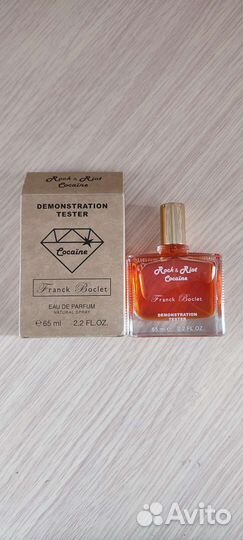 Rock & Riot
Cocaine
DEMONSTRATION
TESTER
Cocaine
Franck Boclet
EAU DE PARFUM
NATURAL SPRAY
℮ 65 ml 2.2 FL.OZ.
Rock & Riot
Cocaine
Franck Boclet
65 ml ℮ 2.2 FL.OZ.
DEMONSTRATION
TESTER
Avito